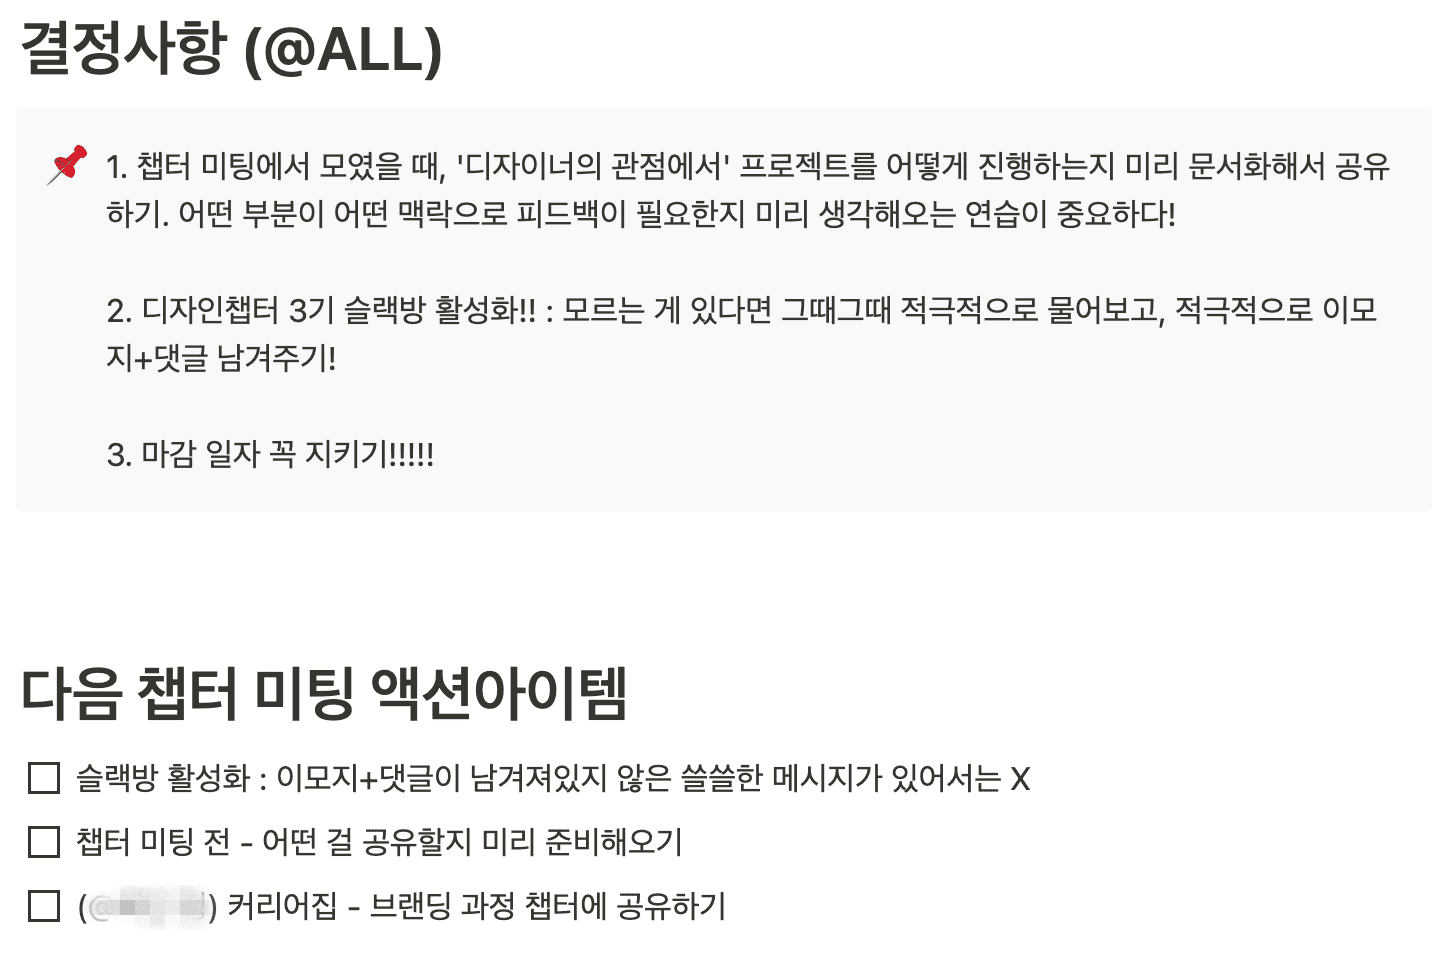 결정사항 (@ALL)
1. 챕터 미팅에서 모였을 때, '디자이너의 관점에서' 프로젝트를 어떻게 진행하는지 미리 문서화해서 공유
하기. 어떤 부분이 어떤 맥락으로 피드백이 필요한지 미리 생각해오는 연습이 중요하다!
2. 디자인챕터 3기 슬랙방 활성화!! : 모르는 게 있다면 그때그때 적극적으로 물어보고, 적극적으로 이모
지+댓글 남겨주기!
3. 마감 일자 꼭 지키기!!!!!
다음 챕터 미팅 액션아이템
슬랙방 활성화 : 이모지+댓글이 남겨져있지 않은 쓸쓸한 메시지가 있어서는 X
챕터 미팅 전 - 어떤 걸 공유할지 미리 준비해오기
(@) 커리어집 - 브랜딩 과정 챕터에 공유하기